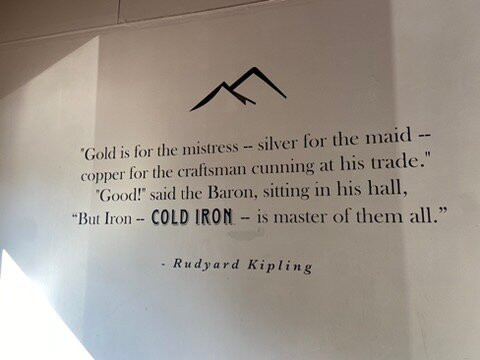 "Gold is for the mistress -- silver for the maid --
copper for the craftsman cunning at his trade."
"Good!" said the Baron, sitting in his hall,
“But Iron -- COLD IRON -- is master of them all.”
- Rudyard Kipling